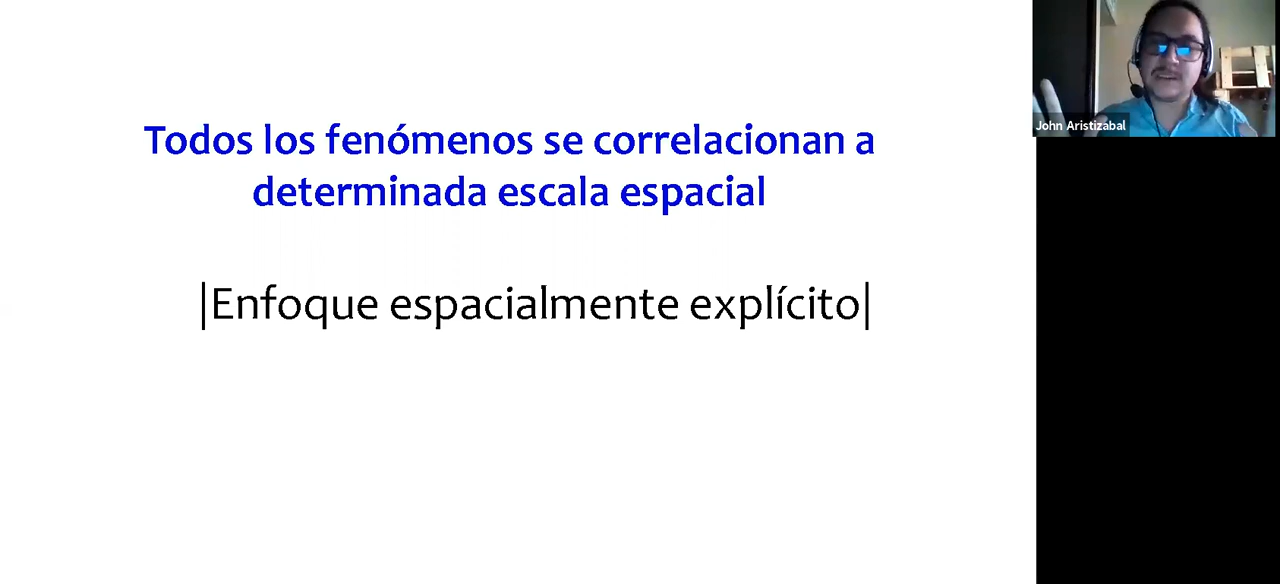 Todos los fenómenos se correlacionan a
determinada escala espacial
|Enfoque espacialmente explícito|
John Aristizabal